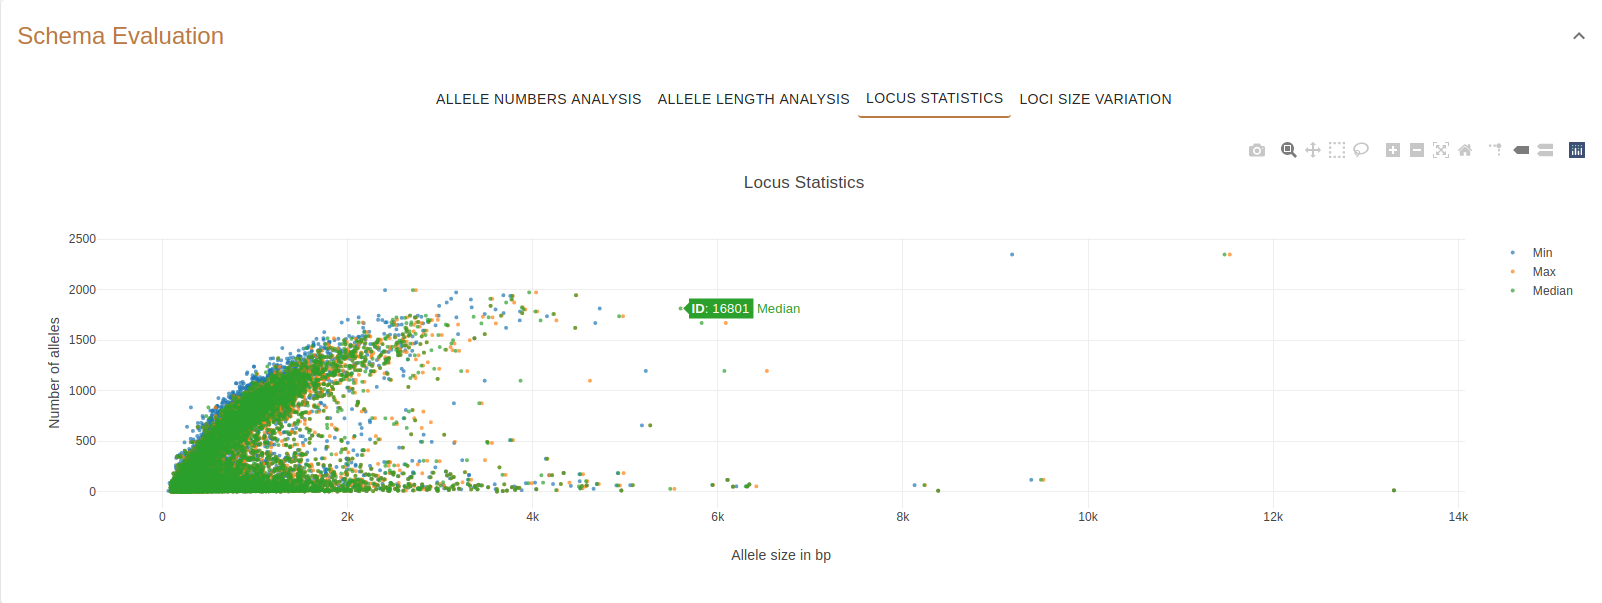 Schema Evaluation
ALLELE NUMBERS ANALYSIS
ALLELE LENGTH ANALYSIS
LOCUS STATISTICS
LOCI SIZE VARIATION
Locus Statistics
Number of alleles
2500
2000
1500
1000
500
0
ID: 16801 Median
Min
Max
Median
0 2k 4k 6k 8k 10k 12k 14k
Allele size in bp